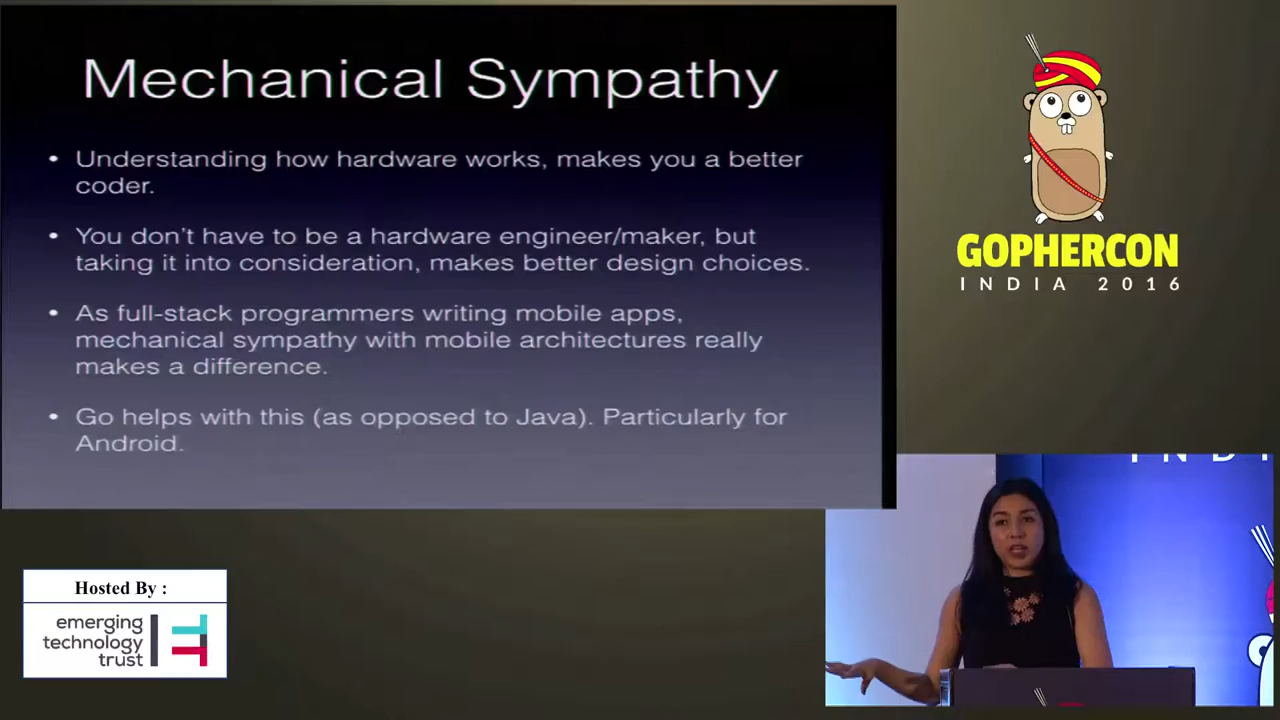 Mechanical Sympathy
• Understanding how hardware works, makes you a better
coder.
• You don't have to be a hardware engineer/maker, but
taking it into consideration, makes better design choices.
• As full-stack programmers writing mobile apps,
mechanical sympathy with mobile architectures really
makes a difference.
• Go helps with this (as opposed to Java). Particularly for
Android.
GOPHERCON
INDIA 2016
Hosted By :
emerging
technology
trust